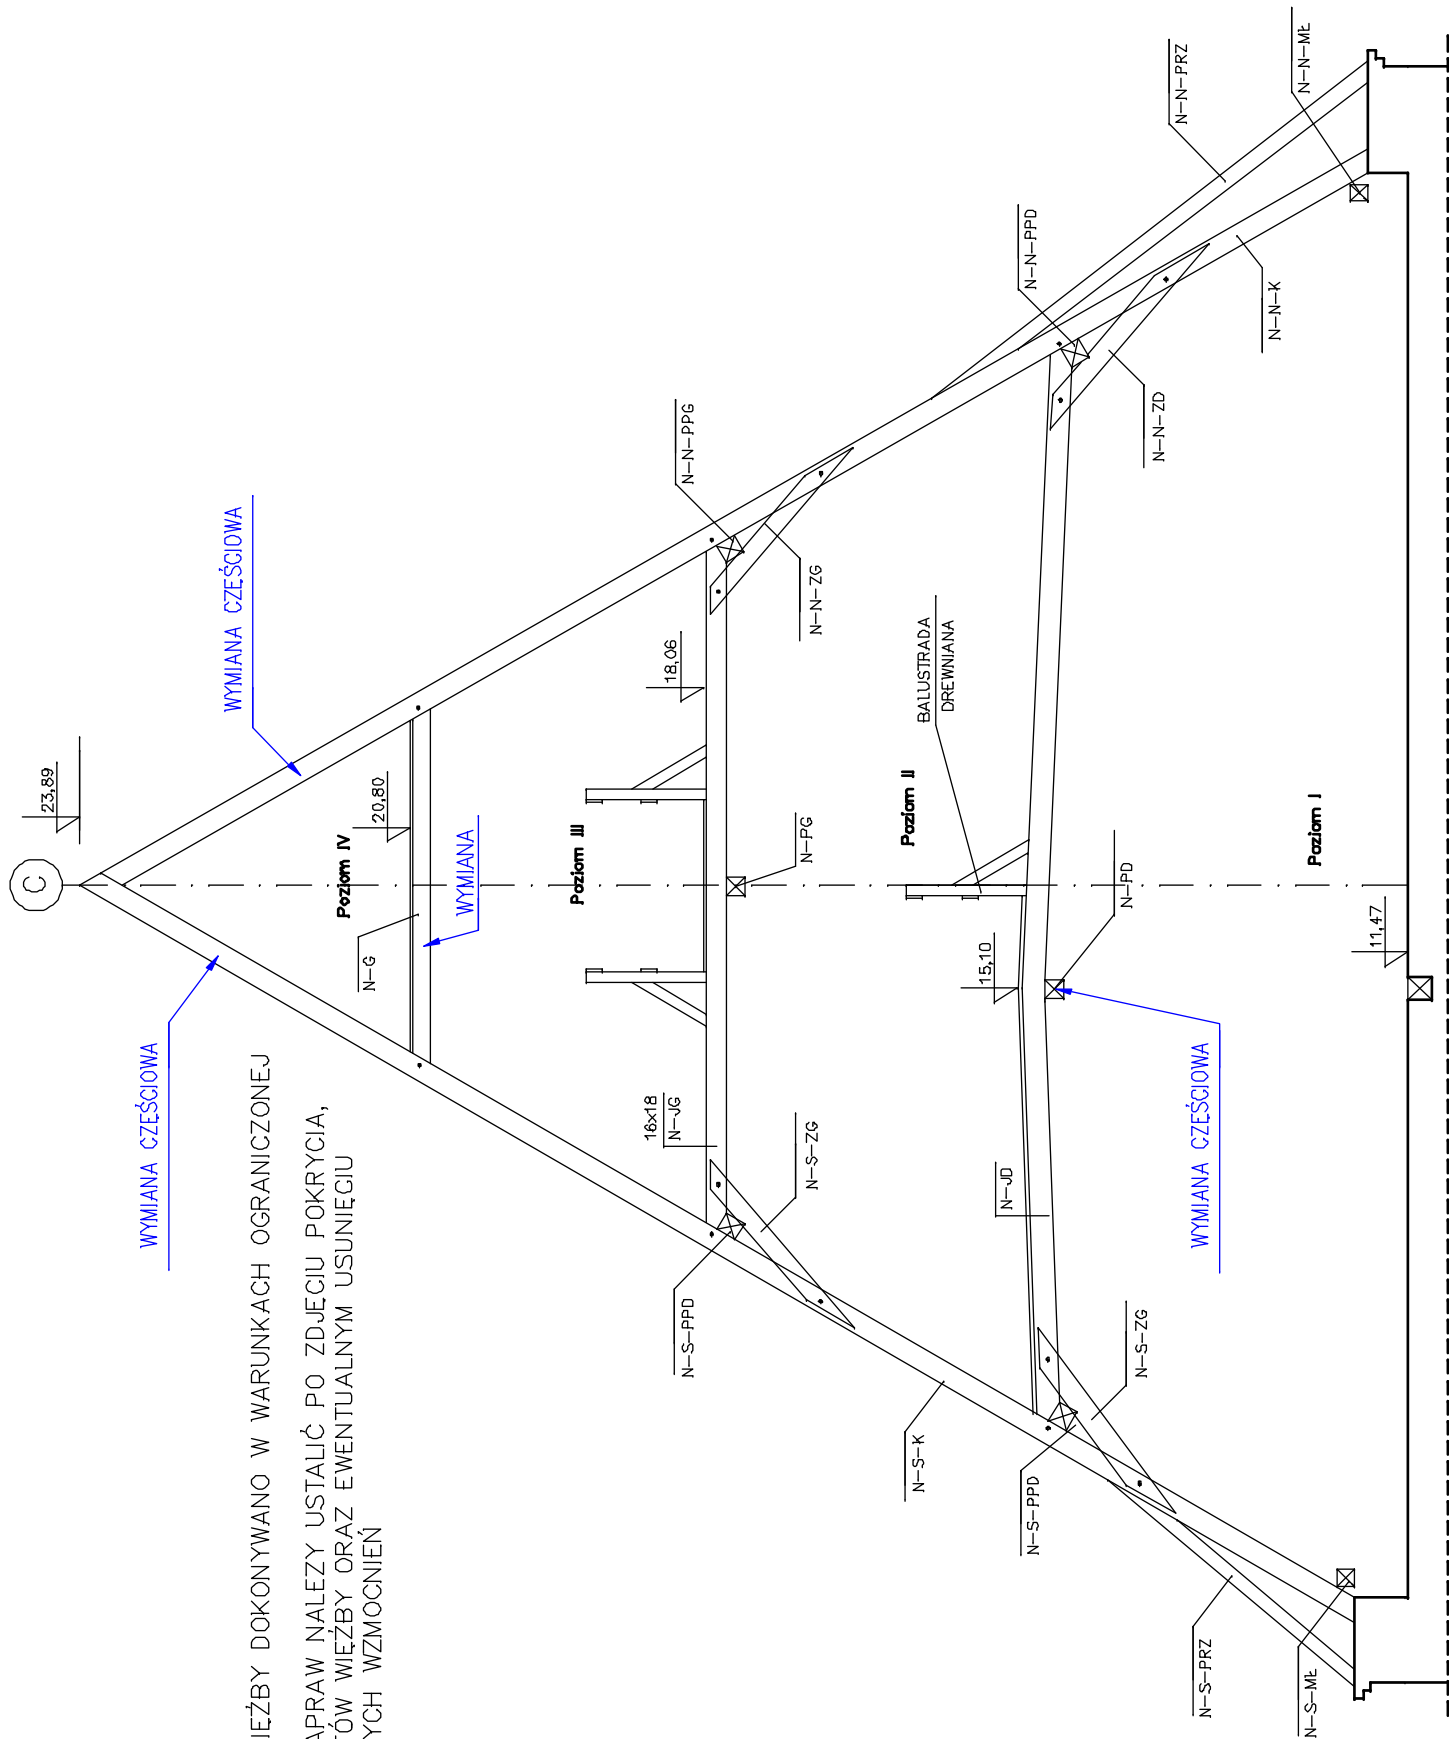 IĘŹBY DOKONYWANO W WARUNKACH OGRANICZONEJ
APRAW NALEZY USTALIĆ PO ZDJĘCIU POKRYCIA,
TÓW WIĘŹBY ORAZ EWENTUALNYM USUNIĘCIU
YCH WZMOCNIEŃ
C
23,89
WYMIANA CZĘŚCIOWA
WYMIANA CZĘŚCIOWA
Poziom IV
20,80
N-G
WYMIANA
Poziom III
18,06
16x18
N-JG
N-PG
N-S-PPD
N-S-ZG
N-N-PPG
N-N-ZG
Poziom II
BALUSTRADA
DREWNIANA
15,10
N-JD
N-PD
WYMIANA CZĘŚCIOWA
N-S-K
N-S-PPD
N-S-ZG
N-N-PPD
N-N-ZD
N-N-K
Poziom I
11,47
N-S-PRZ
N-S-MŁ
N-N-PRZ
N-N-MŁ